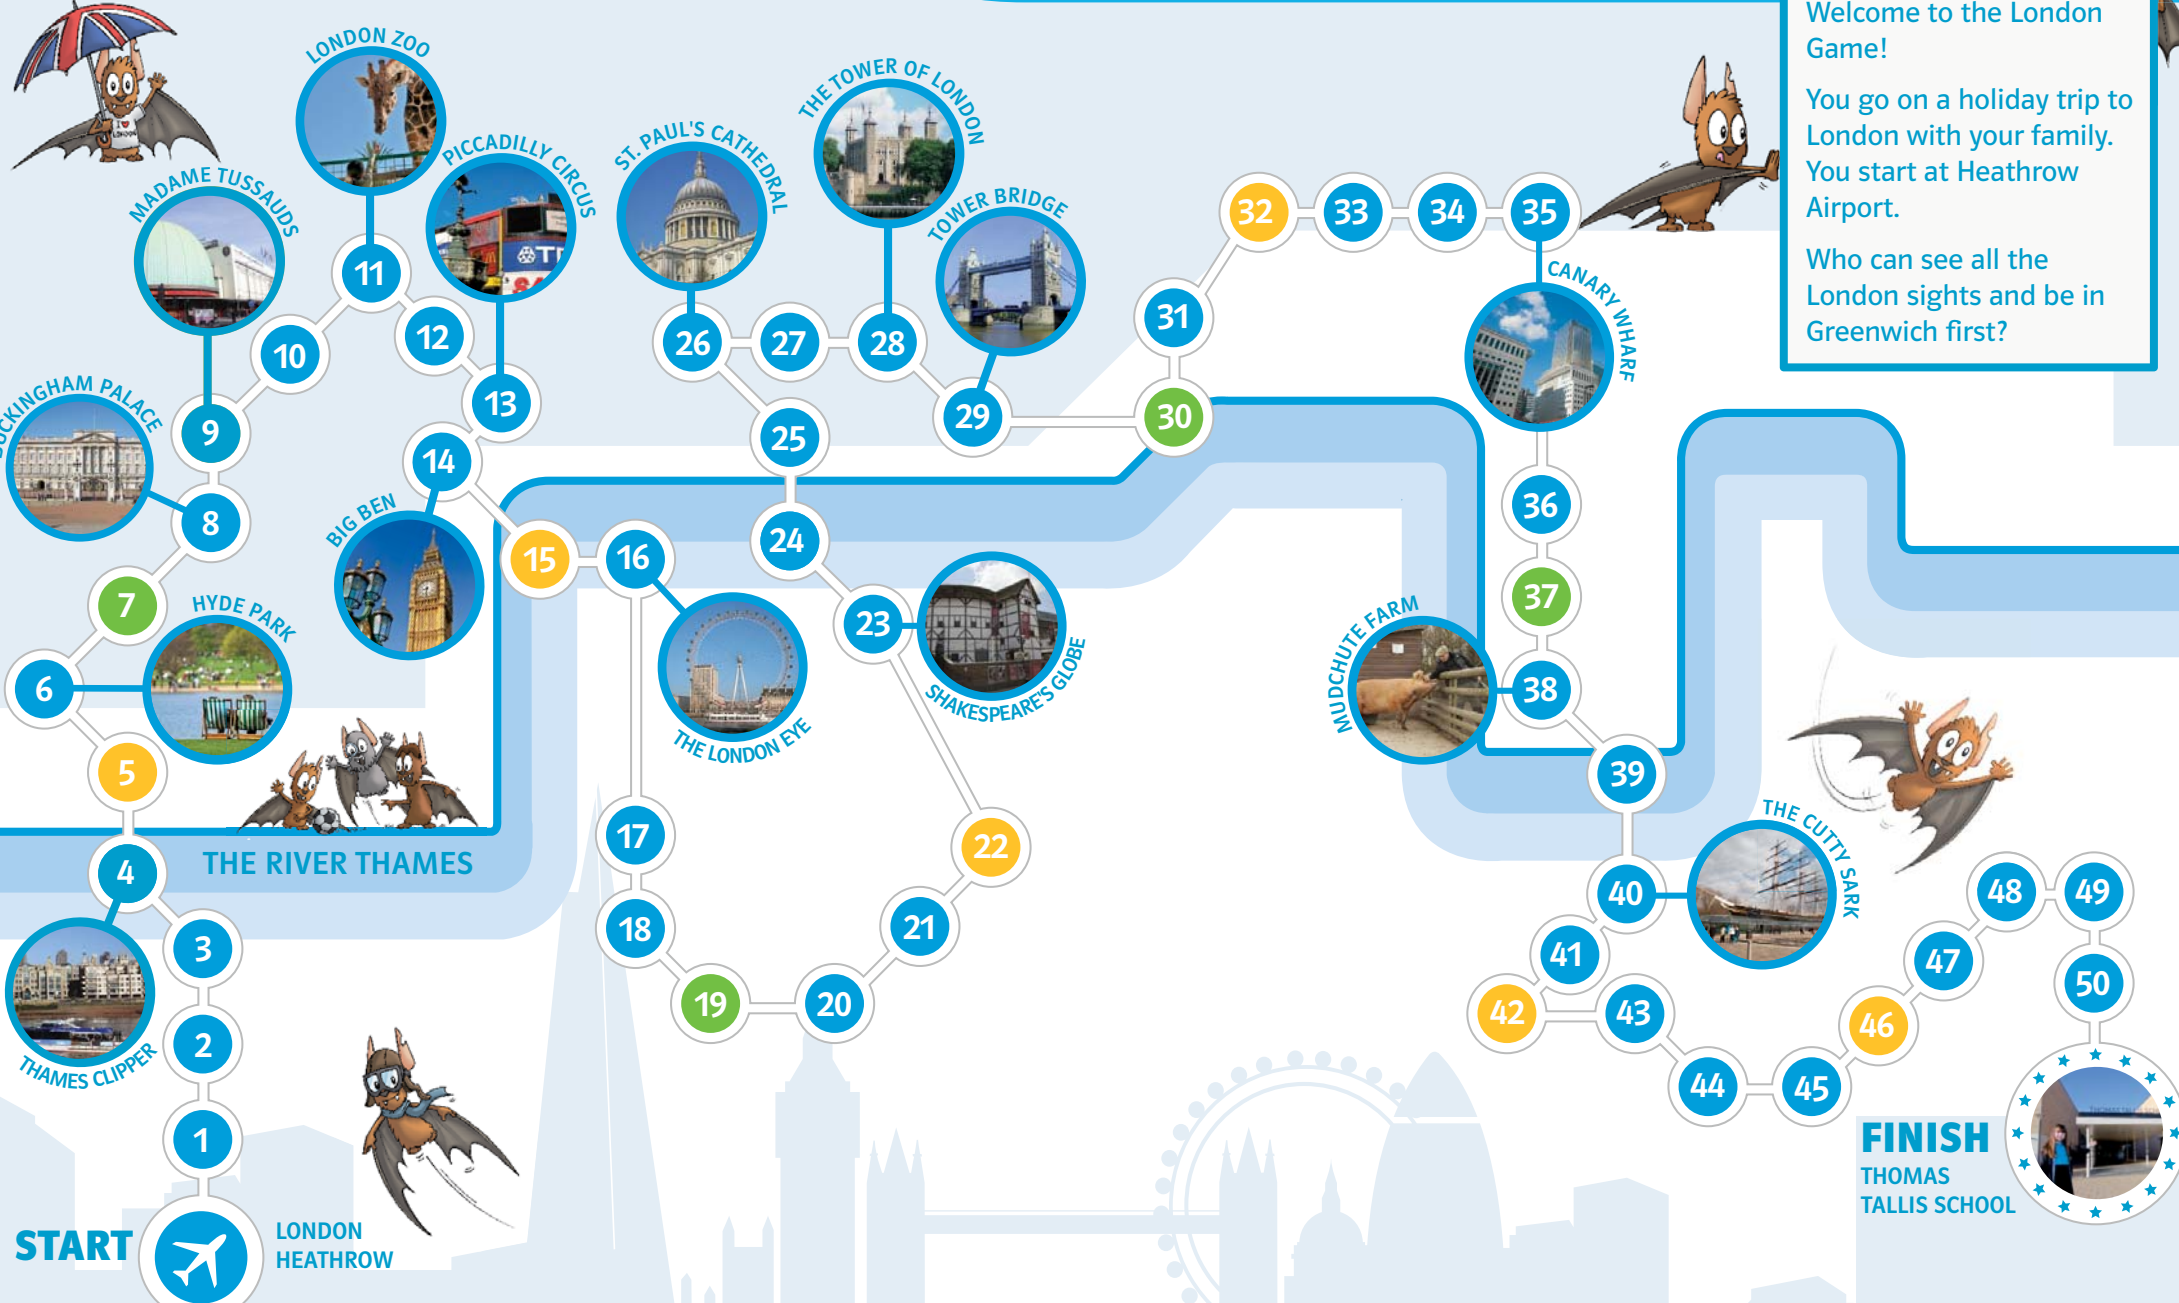 Welcome to the London
Game!
You go on a holiday trip to
London with your family.
You start at Heathrow
Airport.
Who can see all the
London sights and be in
Greenwich first?
LONDON ZOO
PICCADILLY CIRCUS
MADAME TUSSAUDS
ST. PAUL'S CATHEDRAL
THE TOWER OF LONDON
TOWER BRIDGE
CANARY WHARF
BUCKINGHAM PALACE
HYDE PARK
BIG BEN
THE LONDON EYE
SHAKESPEARE'S GLOBE
MUDCHUTE FARM
THE CUTTY SARK
THE RIVER THAMES
THAMES CLIPPER
START
LONDON
HEATHROW
1
2
3
4
5
6
7
8
9
10
11
12
13
14
15
16
17
18
19
20
21
22
23
24
25
26
27
28
29
30
31
32
33
34
35
36
37
38
39
40
41
42
43
44
45
46
47
48
49
50
FINISH
THOMAS
TALLIS SCHOOL